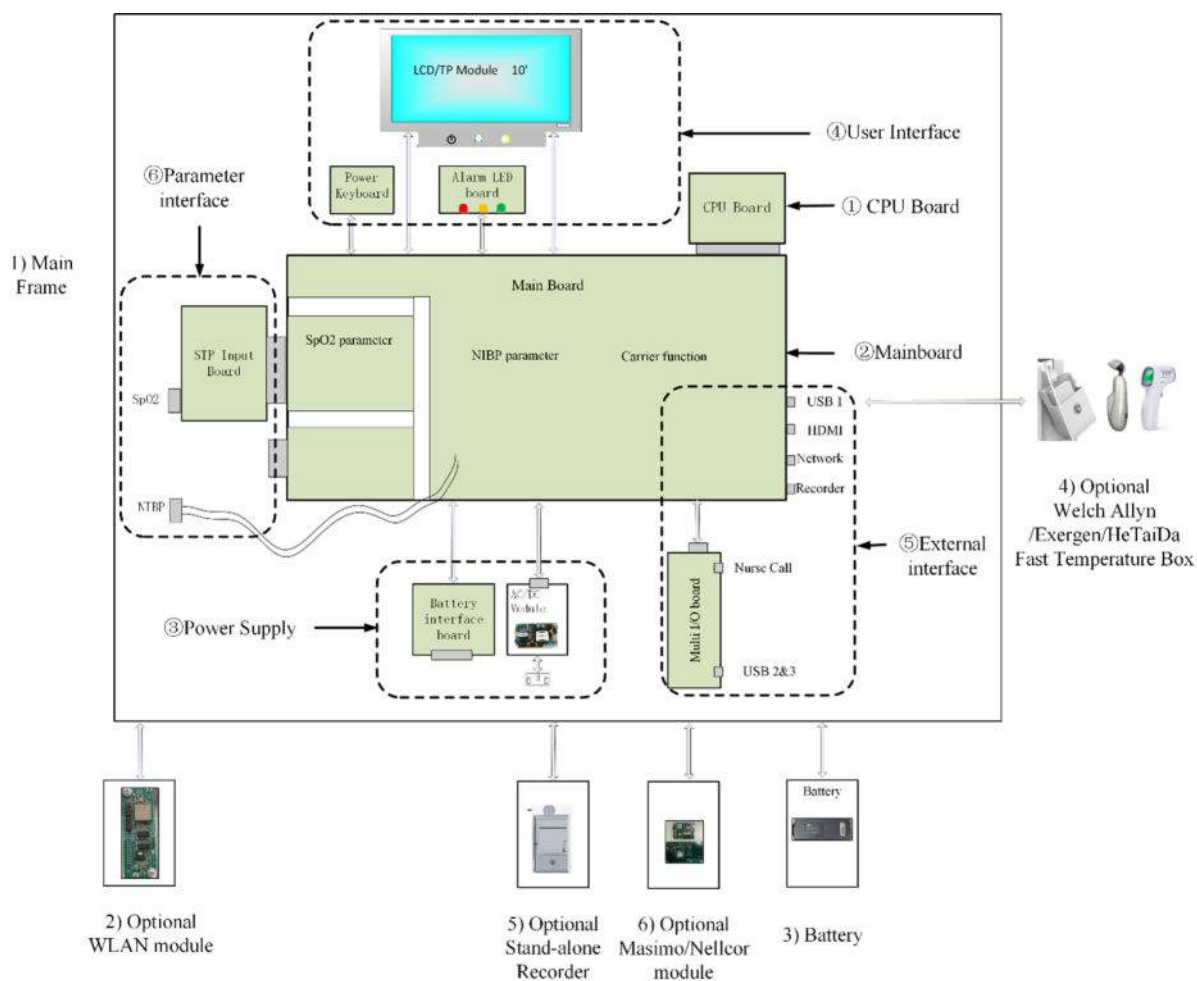 LCD/TP Module 10'
④User Interface
Power
Keyboard
Alarm LED
board
CPU Board
① CPU Board
⑥Parameter
interface
1) Main
Frame
Main Board
STP Input
Board
SpO2 parameter
NIBP parameter
Carrier function
②Mainboard
SpO2
USB 1
HDMI
Network
Recorder
NIBP
4) Optional
Welch Allyn
/Exergen/HeTaiDa
Fast Temperature Box
⑤External
interface
③Power Supply
Battery
interface
board
AC/DC
Module
Multi I/O board
Nurse Call
USB 2&3
Battery
2) Optional
WLAN module
5) Optional
Stand-alone
Recorder
6) Optional
Masimo/Nellcor
module
3) Battery